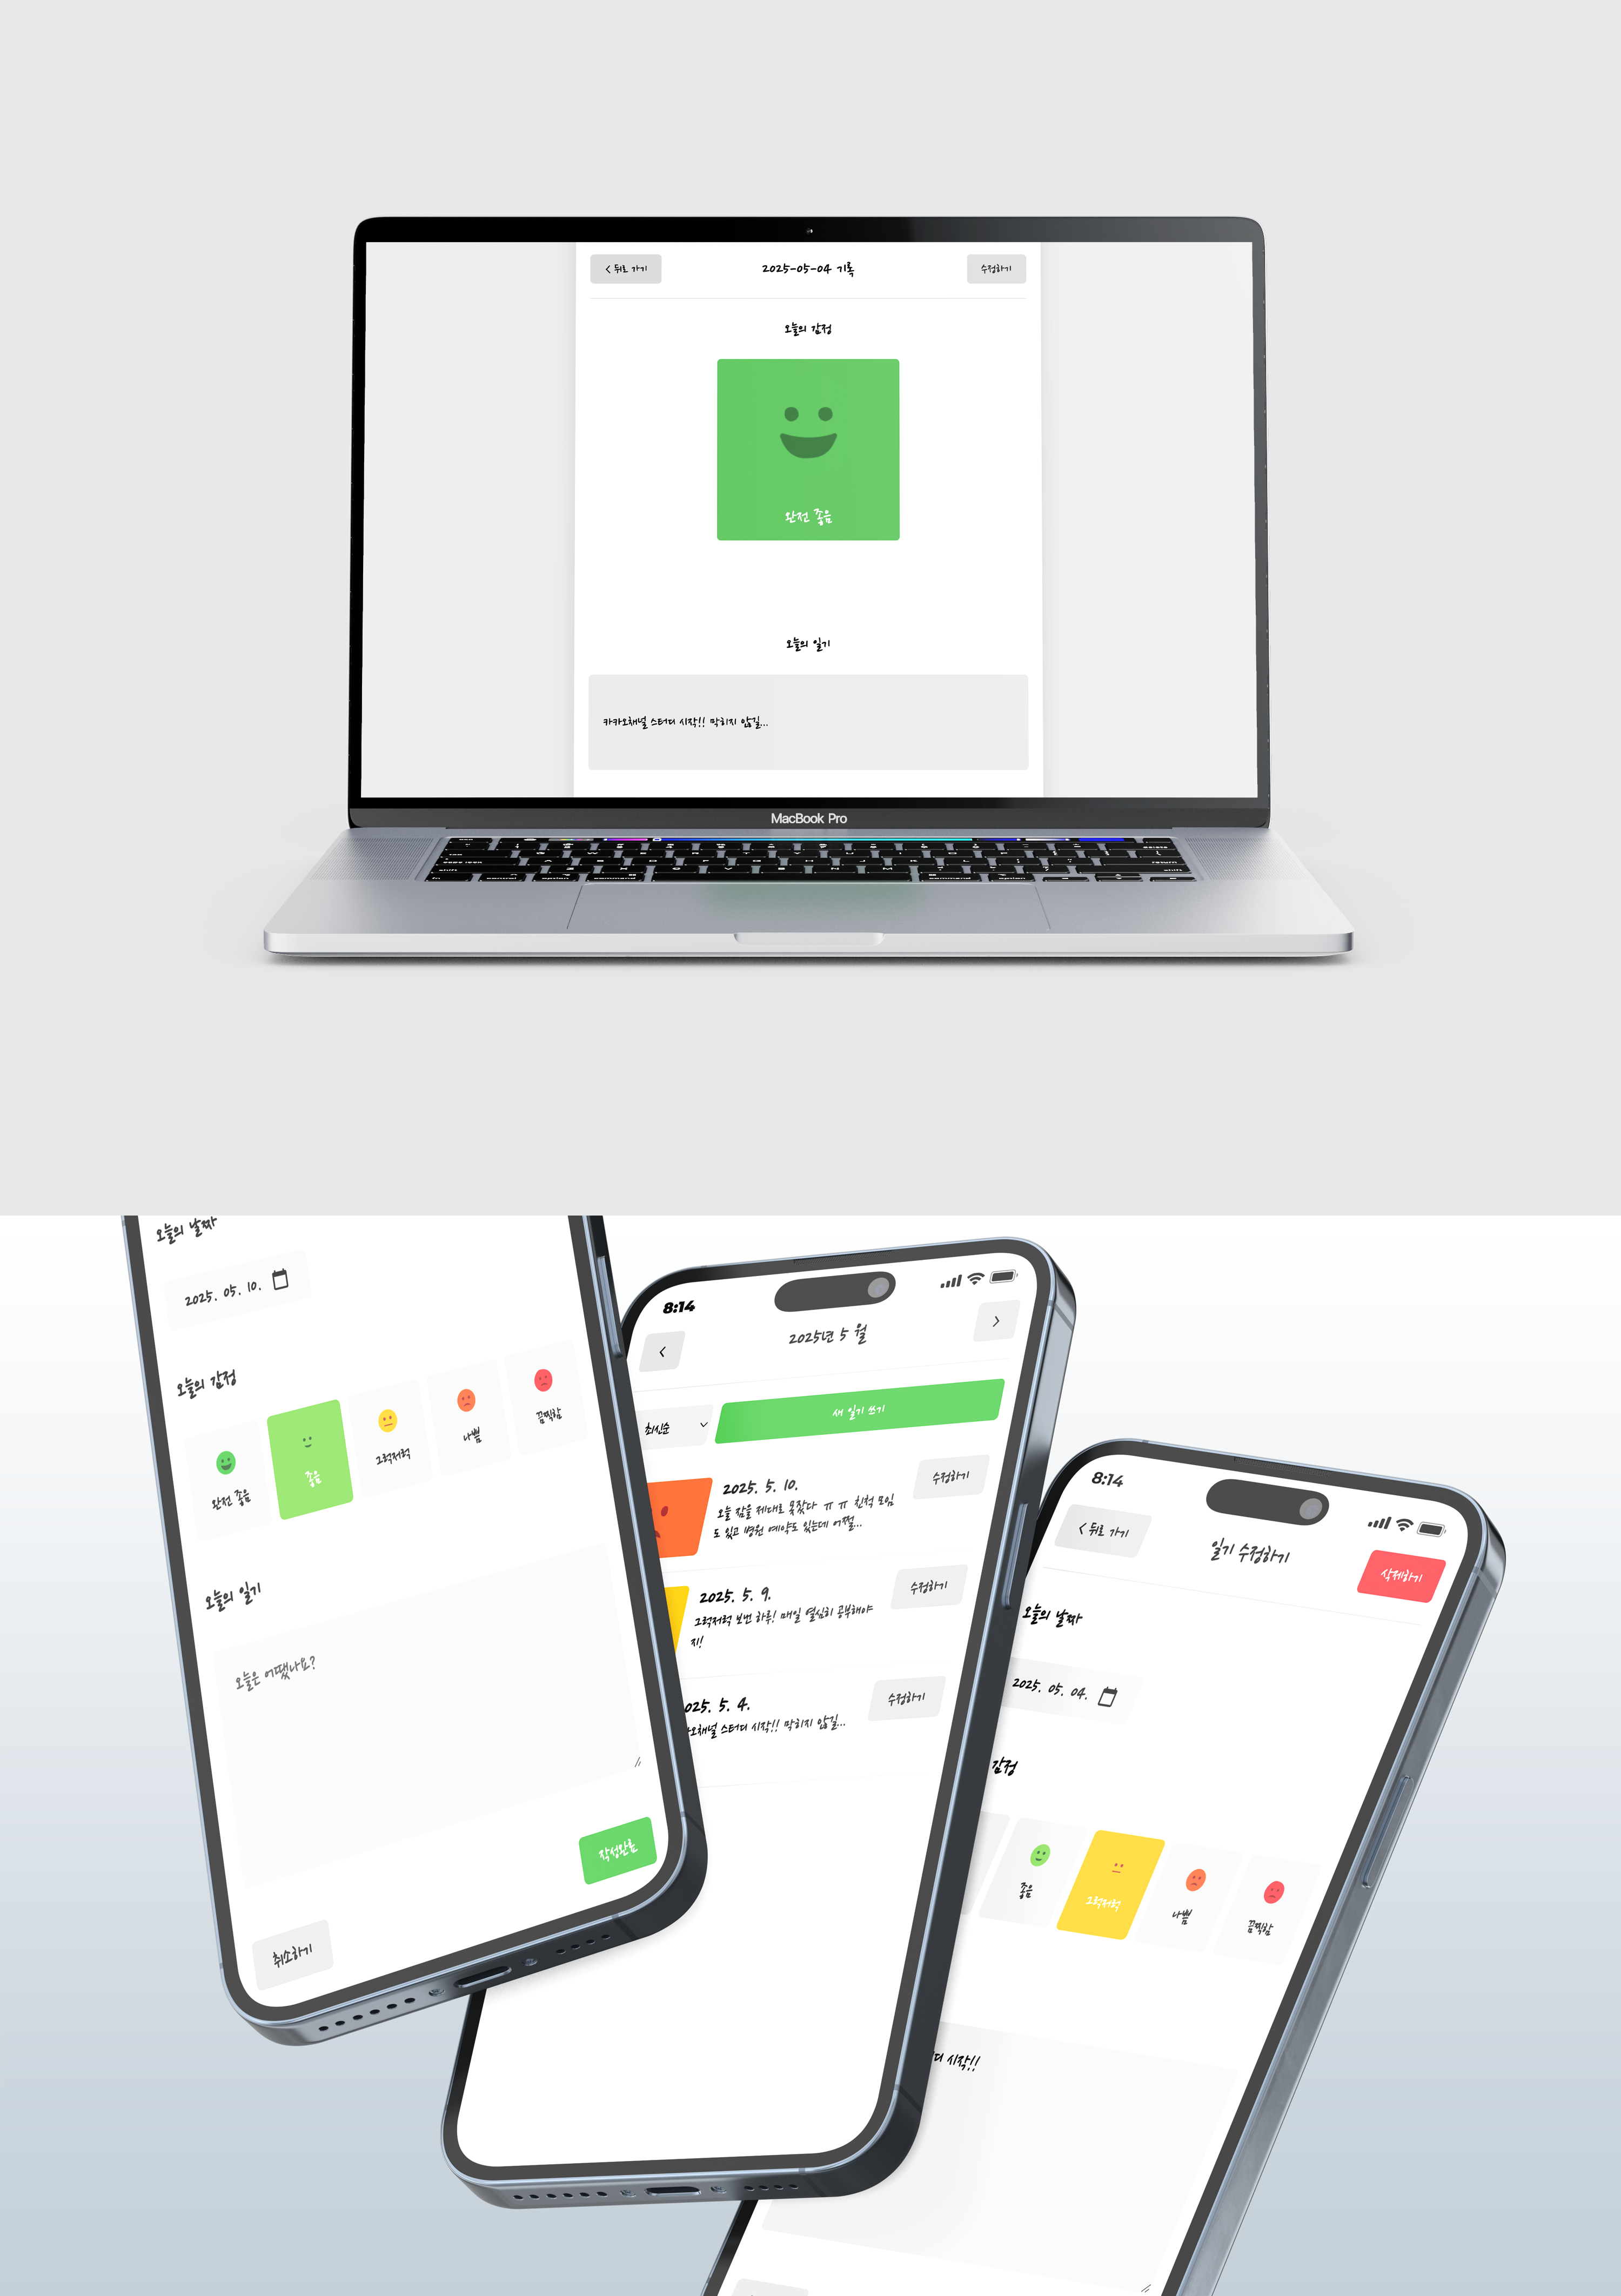 < 뒤로 가기
2025-05-04 기록
수정하기
오늘의 감정
완전 좋음
오늘의 일기
카카오채널 스터디 시작!! 막히지 않길...
MacBook Pro
오늘의 날짜
2025. 05. 10.
오늘의 감정
완전 좋음
좋음
그럭저럭
나쁨
끔찍함
오늘의 일기
오늘은 어땠나요?
작성완료
취소하기
8:14
<
2025년 5 월
>
최신순
새 일기 쓰기
2025. 5. 10.
오늘 잠을 제대로 못잤다 ㅠㅠ 친척 모임
도 있고 병원 예약도 있는데 어쩔...
수정하기
2025. 5. 9.
그럭저럭 보낸 하루! 매일 열심히 공부해야
지!
수정하기
025. 5. 4.
오채널 스터디 시작!! 막히지 않길...
수정하기
8:14
< 뒤로 가기
일기 수정하기
삭제하기
오늘의 날짜
2025. 05. 04.
감정
좋음
그럭저럭
나쁨
끔찍함
디 시작!!